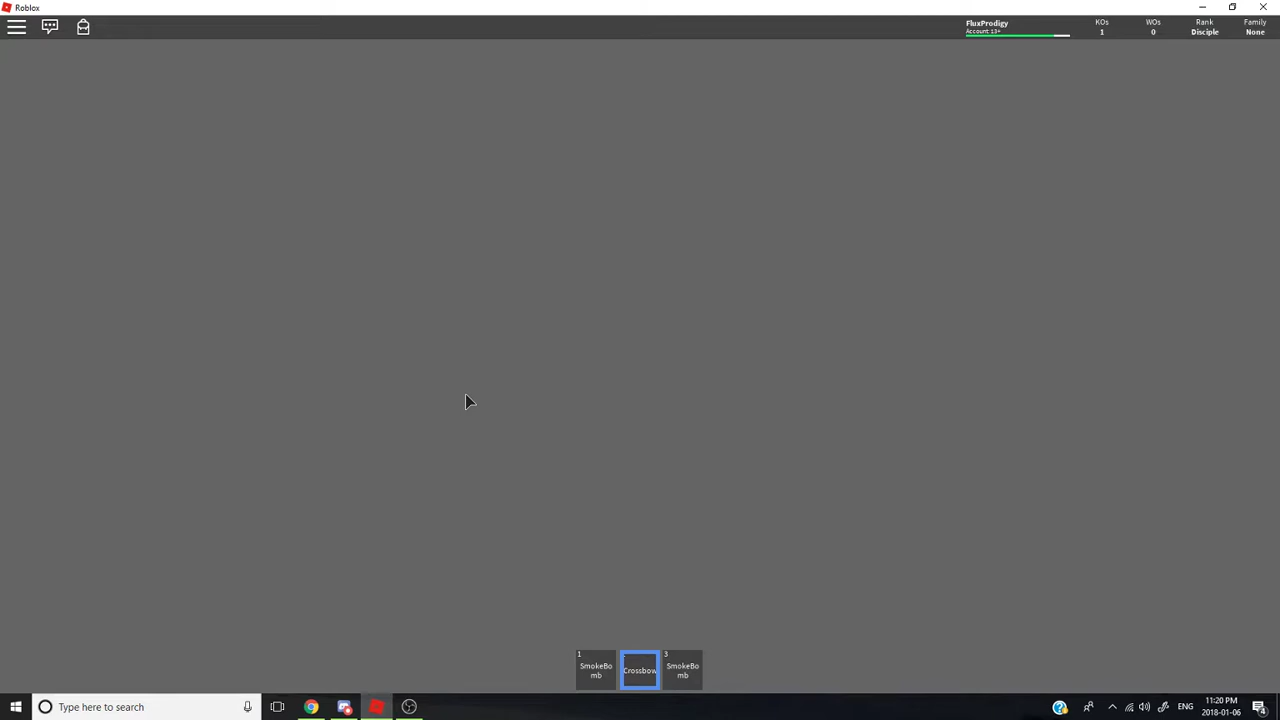 Roblox
FluxProdigy
Account: 13+
KOs
1
WOs
0
Rank
Disciple
Family
None
1
SmokeBo
mb
Crossbow
3
SmokeBo
mb
Type here to search
ENG
11:20 PM
2018-01-06
4